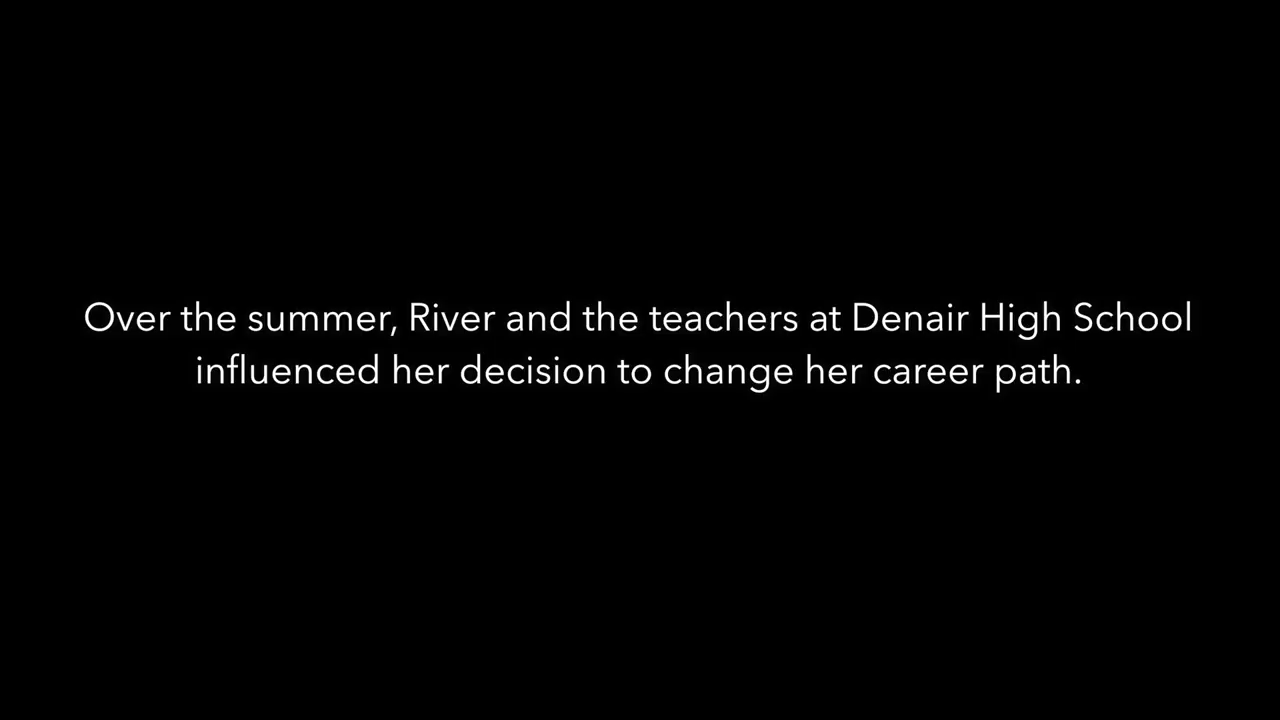 Over the summer, River and the teachers at Denair High School
influenced her decision to change her career path.